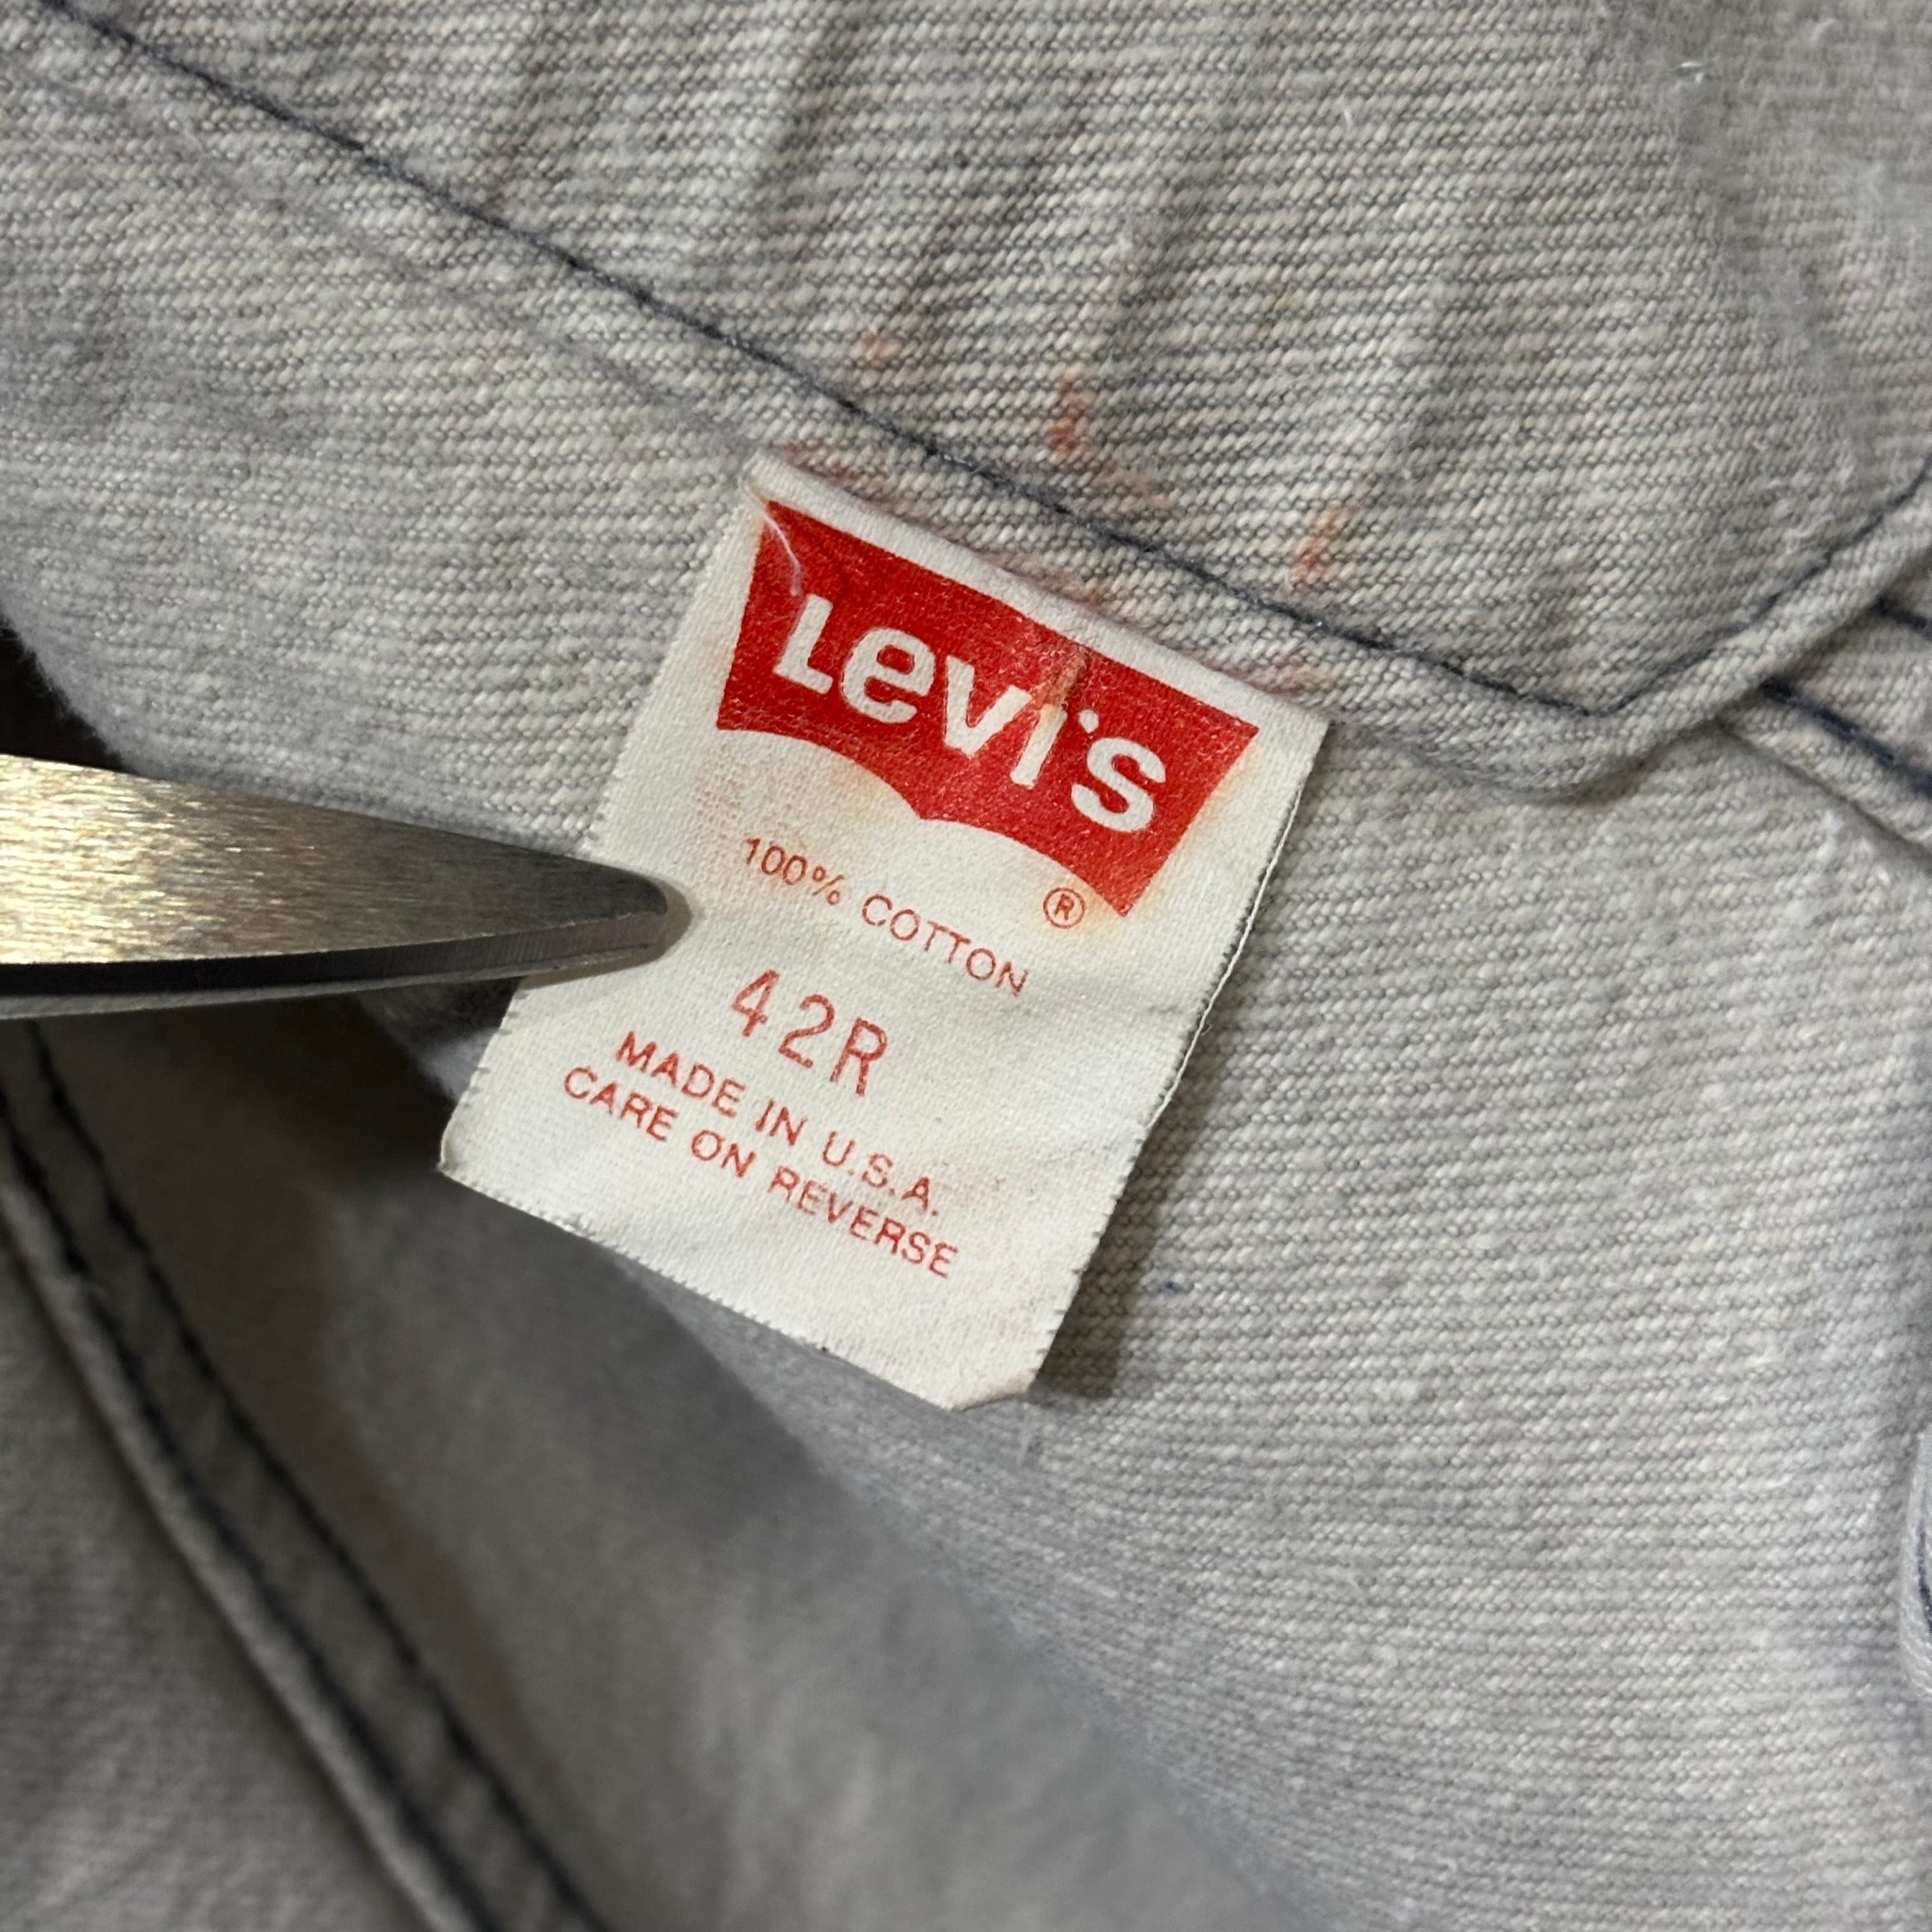 Levi's
®
100% COTTON
42R
MADE IN U.S.A.
CARE ON REVERSE